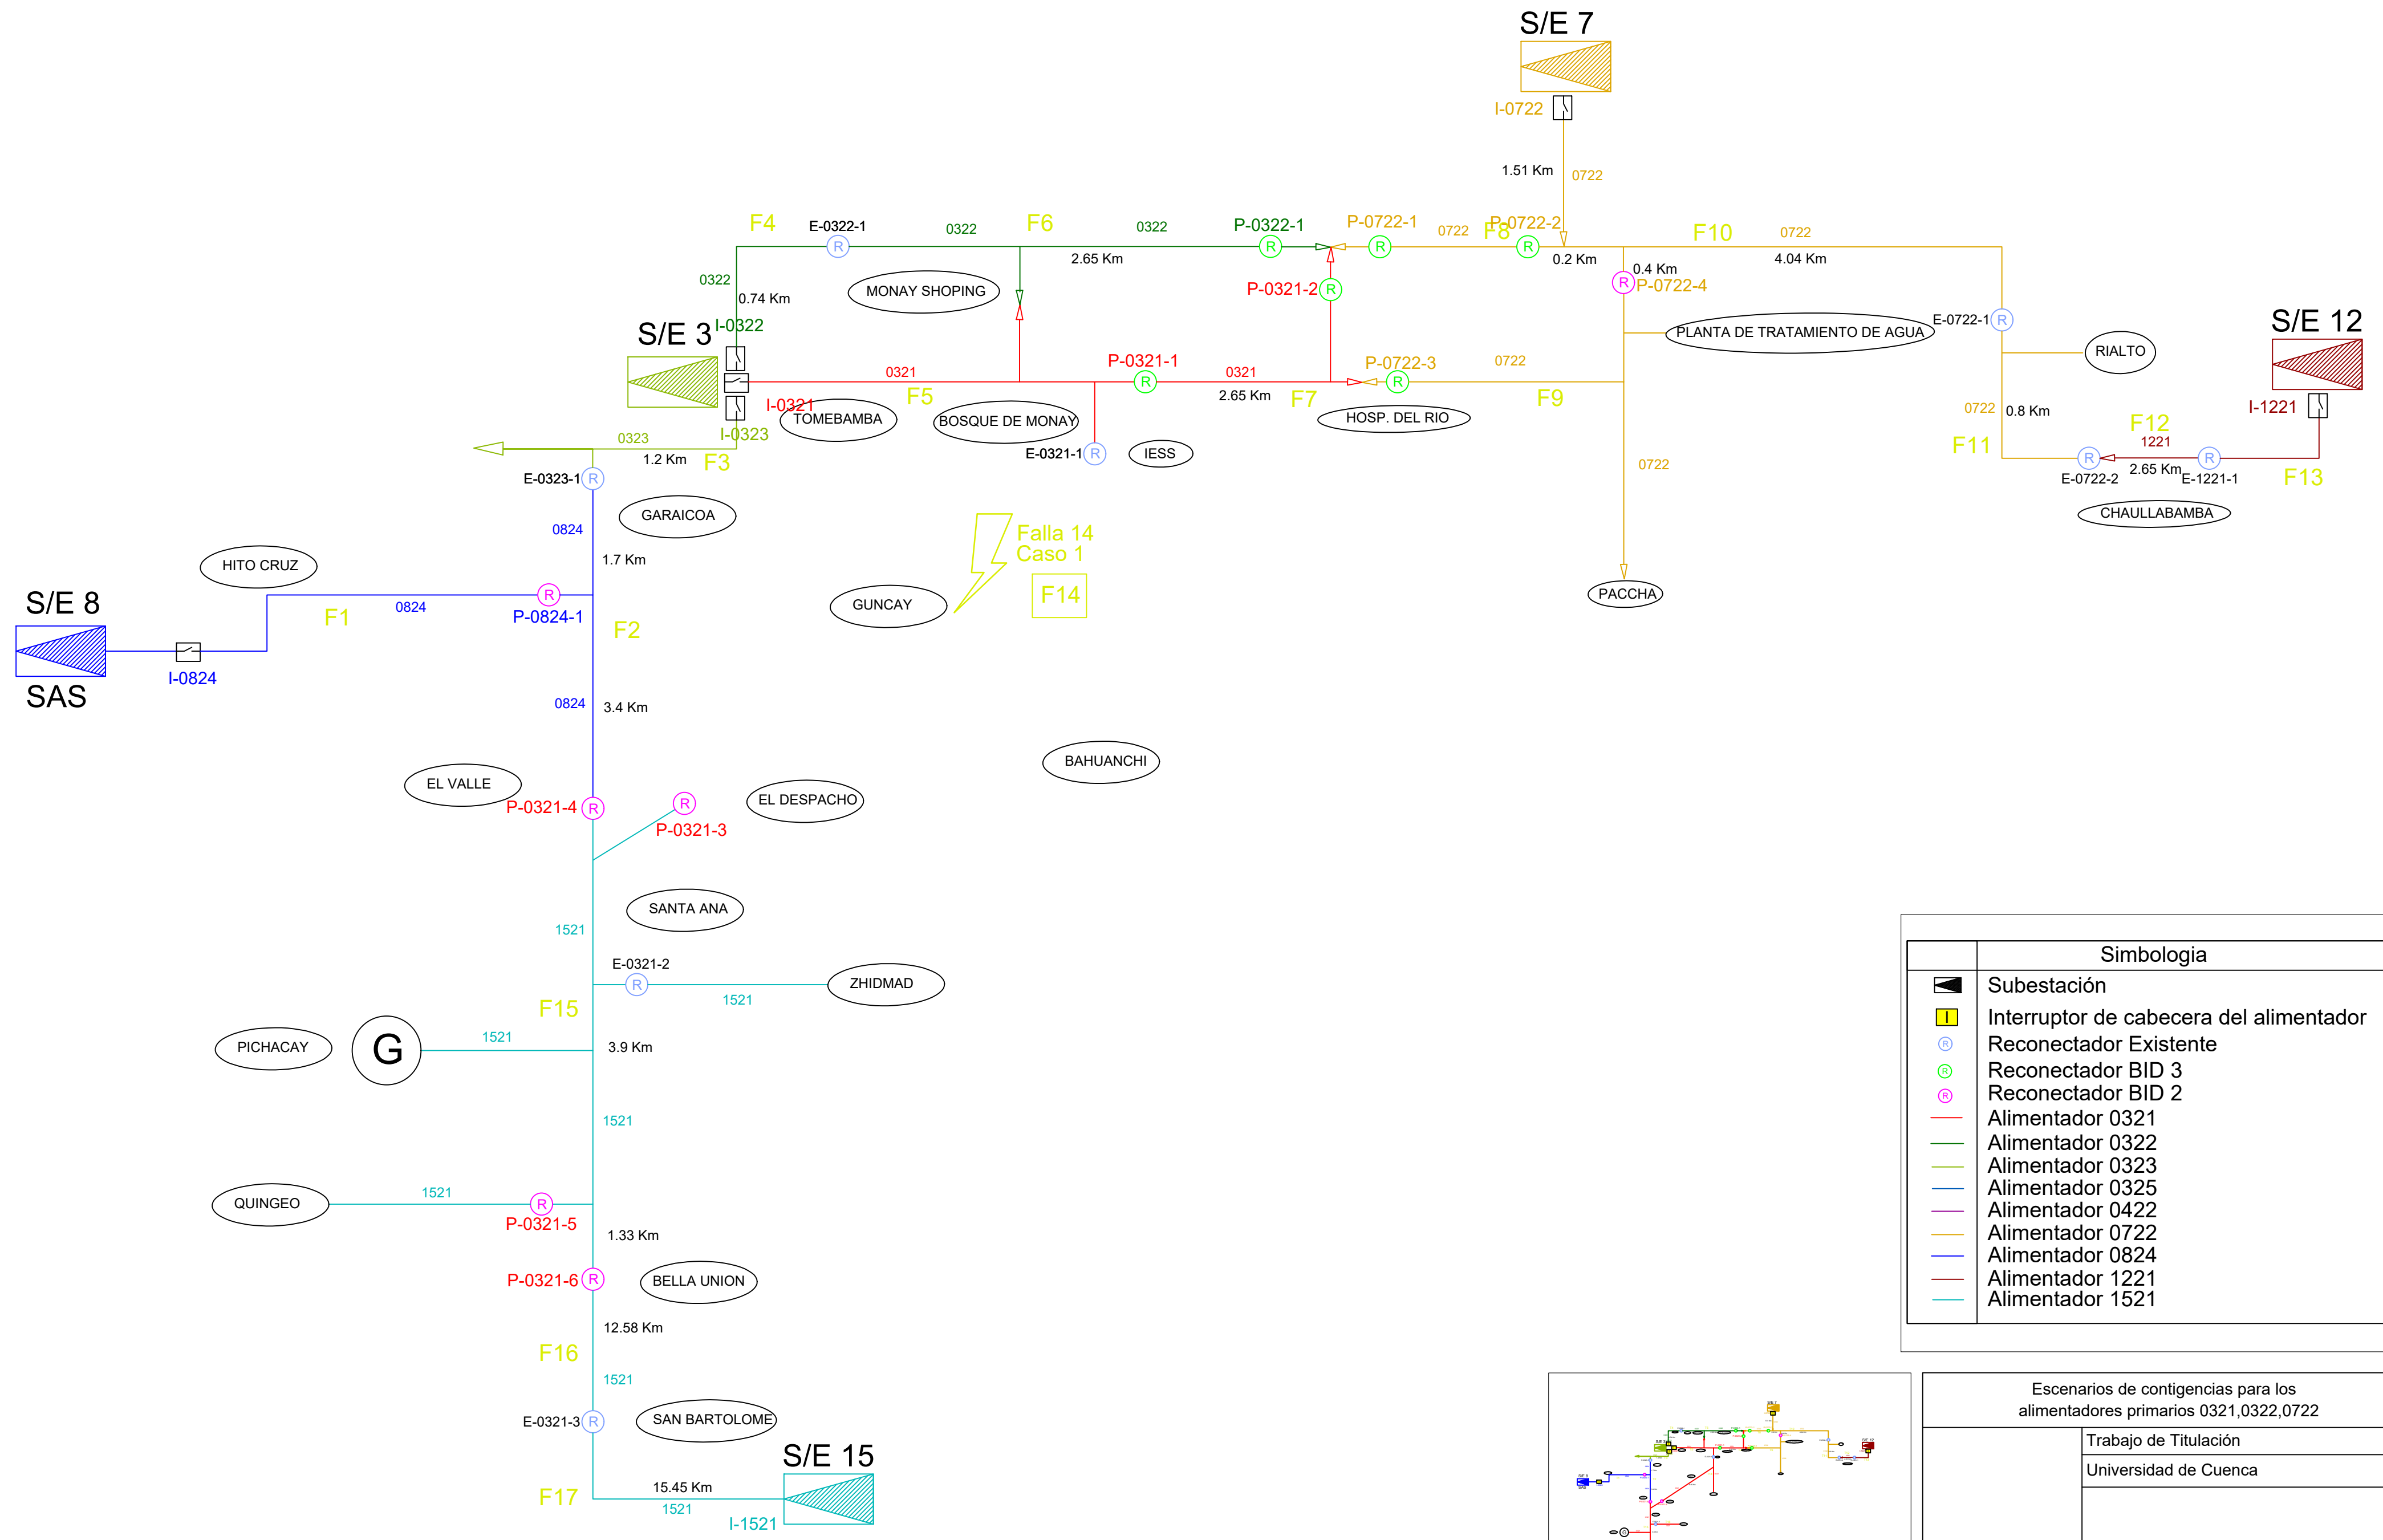 S/E 7
I-0722
1.51 Km
0722
F4
E-0322-1
0322
F6
0322
P-0322-1
P-0722-1
0722
P-0722-2
F8
F10
0722
2.65 Km
0.2 Km
0.4 Km
4.04 Km
0322
0.74 Km
MONAY SHOPING
P-0321-2
P-0722-4
I-0322
S/E 3
PLANTA DE TRATAMIENTO DE AGUA
E-0722-1
S/E 12
RIALTO
0321
P-0321-1
0321
P-0722-3
0722
F5
2.65 Km
F7
F9
I-0321
TOMEBAMBA
BOSQUE DE MONAY
HOSP. DEL RIO
0722
0.8 Km
I-1221
I-0323
0323
1.2 Km
F3
E-0321-1
R
IESS
0722
F11
F12
1221
2.65 Km
E-0722-2
E-1221-1
F13
E-0323-1
R
GARAICOA
CHAULLABAMBA
0824
1.7 Km
Falla 14
Caso 1
F14
HITO CRUZ
GUNCAY
PACCHA
S/E 8
F1
0824
R
P-0824-1
F2
I-0824
SAS
0824
3.4 Km
BAHUANCHI
EL VALLE
P-0321-4
R
R
P-0321-3
EL DESPACHO
SANTA ANA
1521
E-0321-2
R
1521
ZHIDMAD
F15
PICHACAY
G
1521
3.9 Km
1521
QUINGEO
1521
R
P-0321-5
1.33 Km
P-0321-6
R
BELLA UNION
12.58 Km
F16
1521
E-0321-3
R
SAN BARTOLOME
S/E 15
15.45 Km
F17
1521
I-1521
Simbologia
Subestación
I Interruptor de cabecera del alimentador
R Reconectador Existente
R Reconectador BID 3
R Reconectador BID 2
Alimentador 0321
Alimentador 0322
Alimentador 0323
Alimentador 0325
Alimentador 0422
Alimentador 0722
Alimentador 0824
Alimentador 1221
Alimentador 1521
Escenarios de contigencias para los
alimentadores primarios 0321,0322,0722
Trabajo de Titulación
Universidad de Cuenca